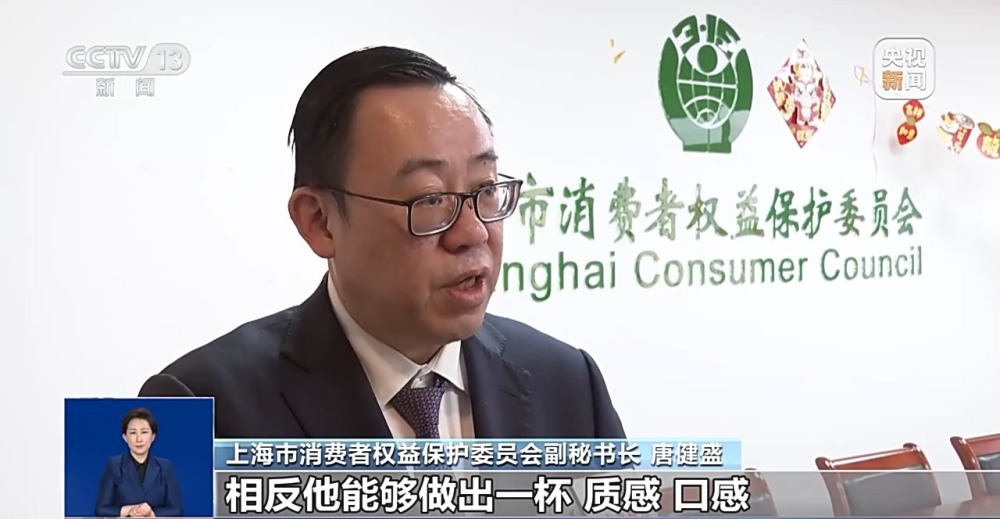 CCTV 13
新闻
3·15
央视
新闻
市消费者权益保护委员会
nghai Consumer Council
上海市消费者权益保护委员会副秘书长 唐健盛
相反他能够做出一杯 质感 口感